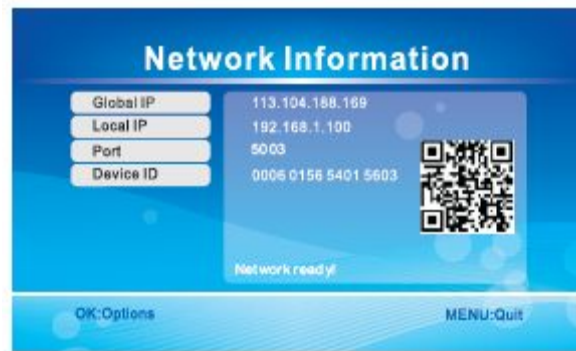 Network Information
Global IP 113.104.188.169
Local IP 192.168.1.100
Port 5003
Device ID 0006 0156 5401 5603
Network ready!
OK:Options MENU:Quit